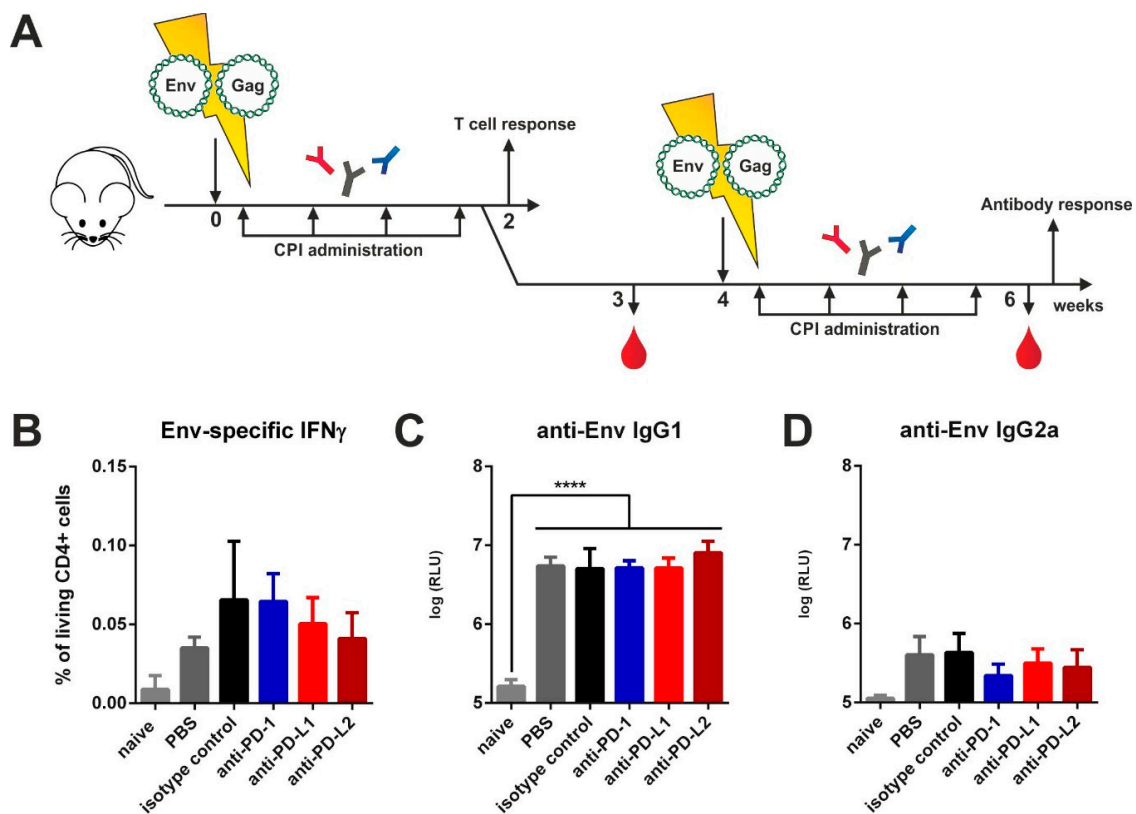 A
Env
Gag
T cell response
0
2
CPI administration
Env
Gag
Antibody response
3
4
6
weeks
CPI administration
B
Env-specific IFNγ
% of living CD4+ cells
0.15
0.10
0.05
0.00
naive
PBS
isotype control
anti-PD-1
anti-PD-L1
anti-PD-L2
C
anti-Env IgG1
log (RLU)
8
7
6
5
****
naive
PBS
isotype control
anti-PD-1
anti-PD-L1
anti-PD-L2
D
anti-Env IgG2a
log (RLU)
8
7
6
5
naive
PBS
isotype control
anti-PD-1
anti-PD-L1
anti-PD-L2